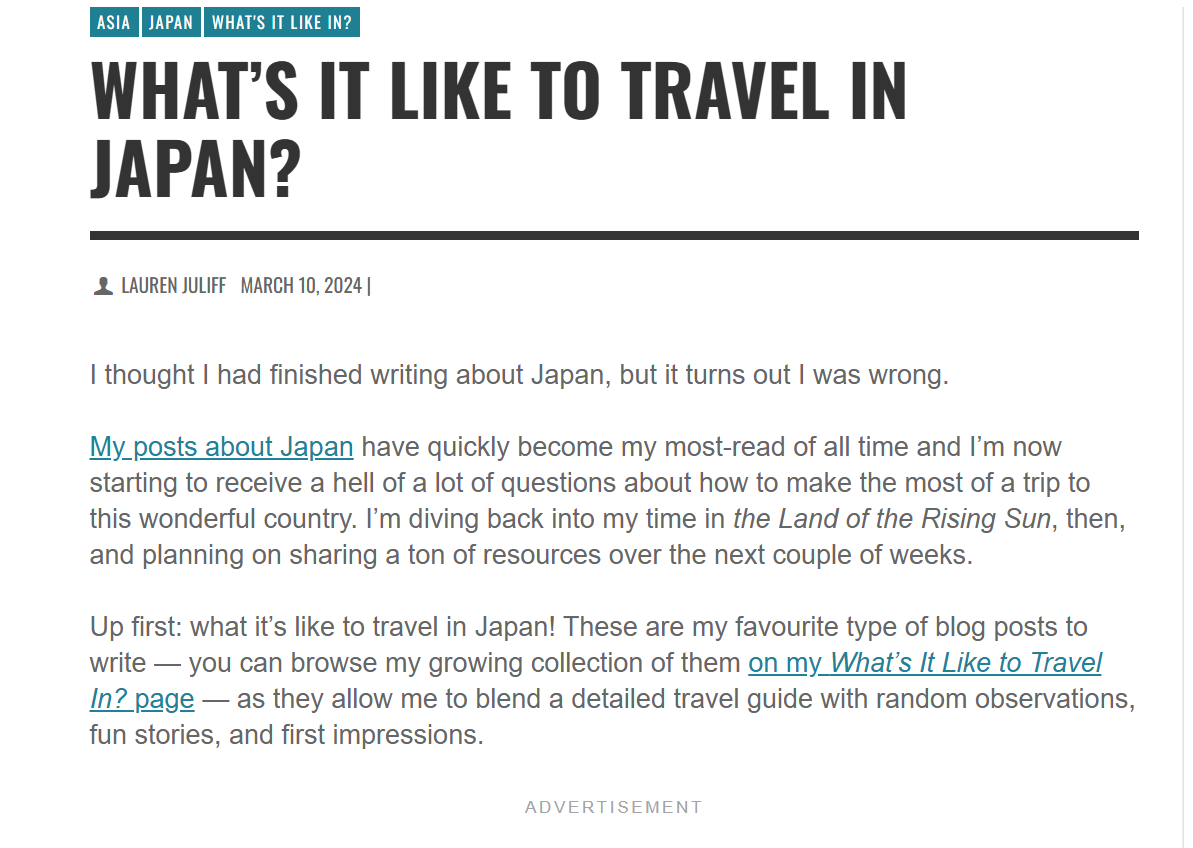 ASIA JAPAN WHAT'S IT LIKE IN?
WHAT’S IT LIKE TO TRAVEL IN
JAPAN?
LAUREN JULIFF MARCH 10, 2024 |
I thought I had finished writing about Japan, but it turns out I was wrong.
My posts about Japan have quickly become my most-read of all time and I’m now
starting to receive a hell of a lot of questions about how to make the most of a trip to
this wonderful country. I’m diving back into my time in the Land of the Rising Sun, then,
and planning on sharing a ton of resources over the next couple of weeks.
Up first: what it’s like to travel in Japan! These are my favourite type of blog posts to
write — you can browse my growing collection of them on my What’s It Like to Travel
In? page — as they allow me to blend a detailed travel guide with random observations,
fun stories, and first impressions.
ADVERTISEMENT